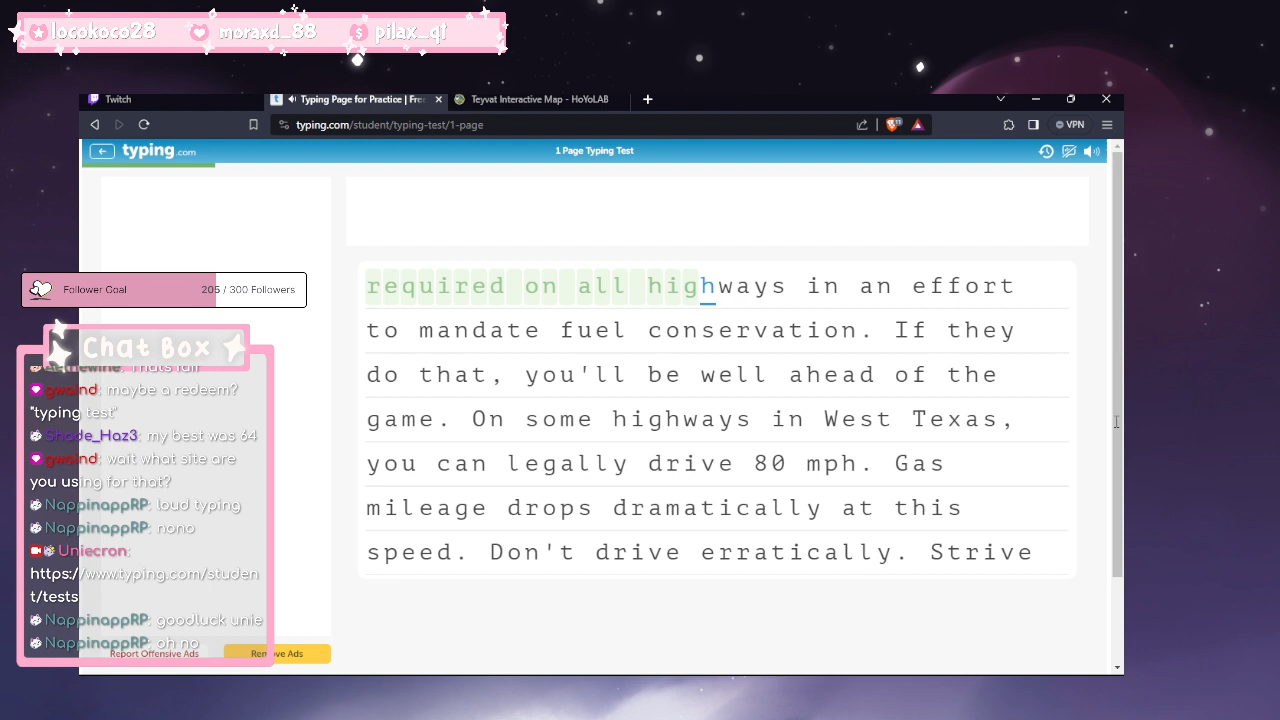 locokoco28 moraxd_88 pilax_qt
Twitch
Typing Page for Practice | Fre
Teyvat Interactive Map - HoYoLAB
typing.com/student/typing-test/1-page
VPN
typing.com
1 Page Typing Test
required on all highways in an effort
to mandate fuel conservation. If they
do that, you'll be well ahead of the
game. On some highways in West Texas,
you can legally drive 80 mph. Gas
mileage drops dramatically at this
speed. Don't drive erratically. Strive
Follower Goal 205 / 300 Followers
Chat Box
gwaind: maybe a redeem?
"typing test"
Shade_Haz3: my best was 64
gwaind: wait what site are
you using for that?
NappinappRP: loud typing
NappinappRP: nono
Uniecron:
https://www.typing.com/studen
t/tests
NappinappRP: goodluck unie
NappinappRP: oh no
Report Offensive Ads
Remove Ads